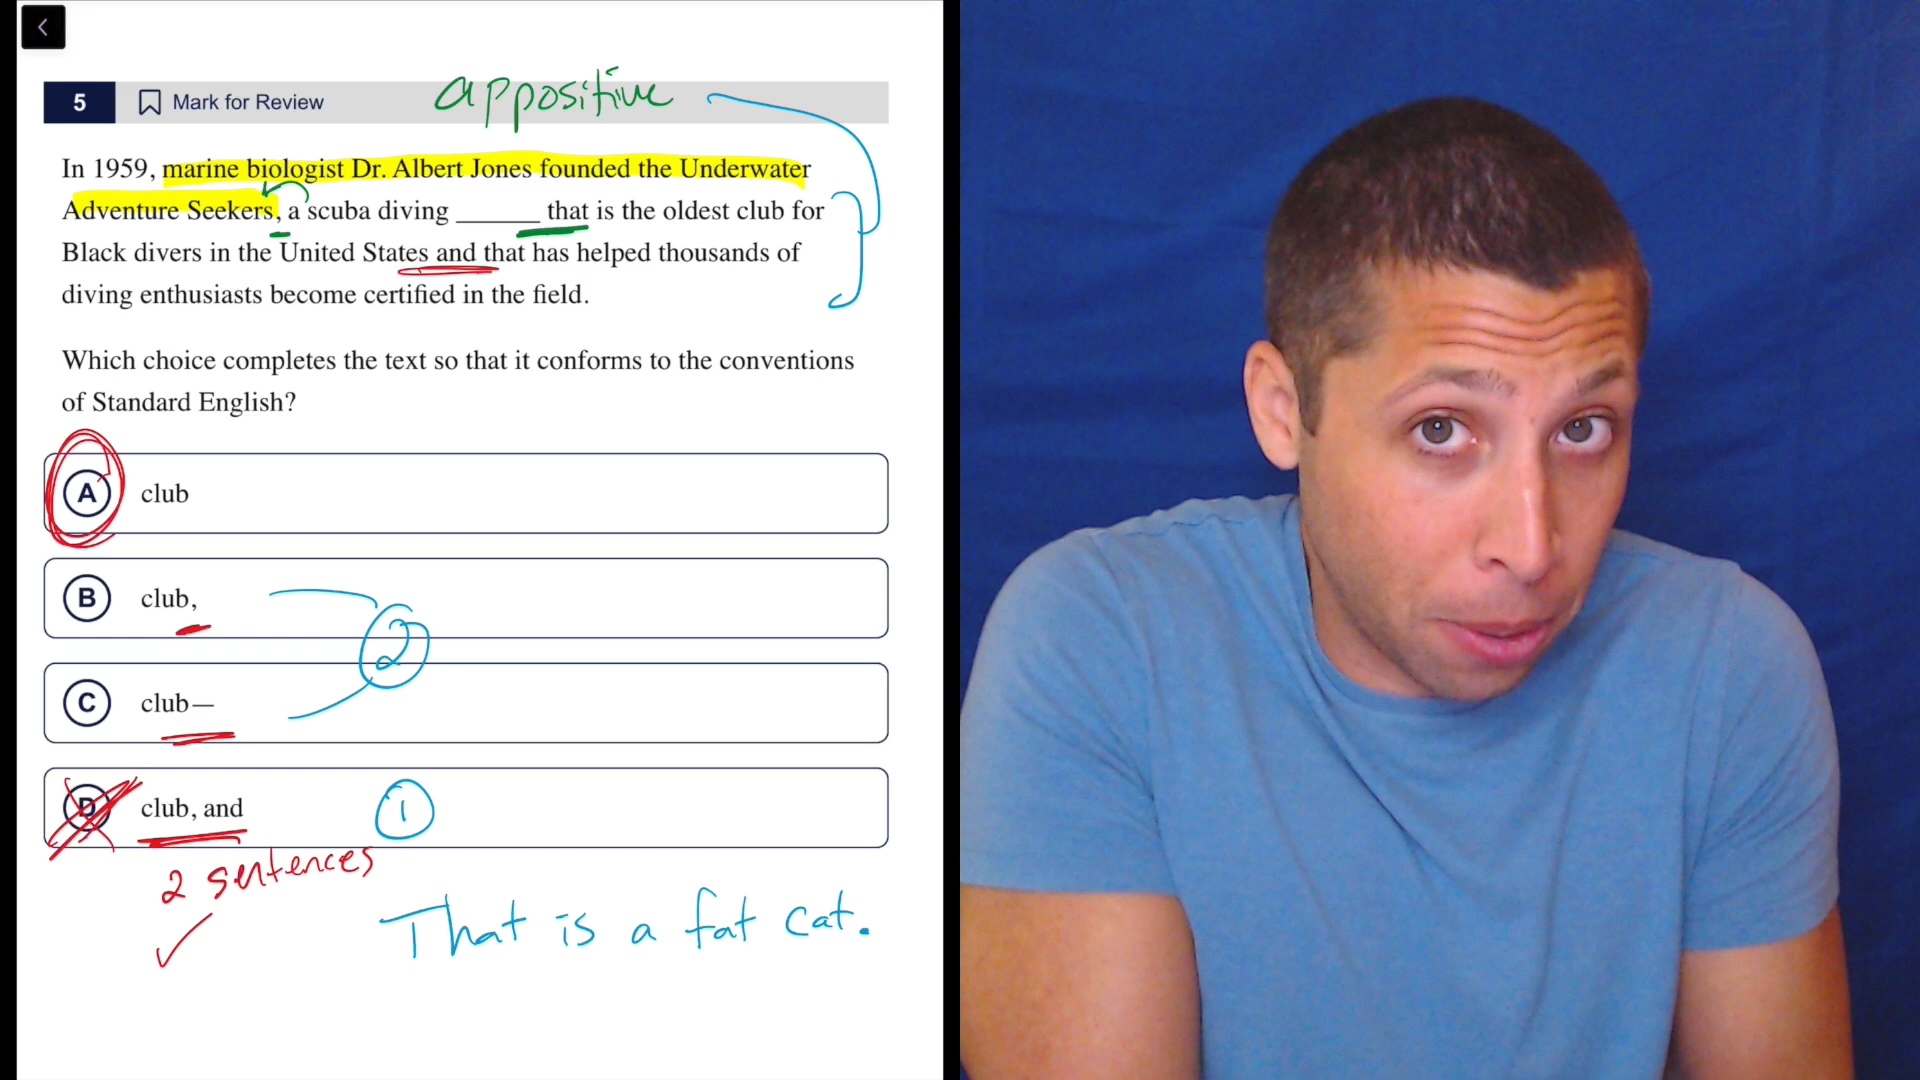 5 Mark for Review appositive
In 1959, marine biologist Dr. Albert Jones founded the Underwater
Adventure Seekers, a scuba diving ______ that is the oldest club for
Black divers in the United States and that has helped thousands of
diving enthusiasts become certified in the field.
Which choice completes the text so that it conforms to the conventions
of Standard English?
A club
B club,
2
C club—
D club, and 1
2 sentences
That is a fat cat.